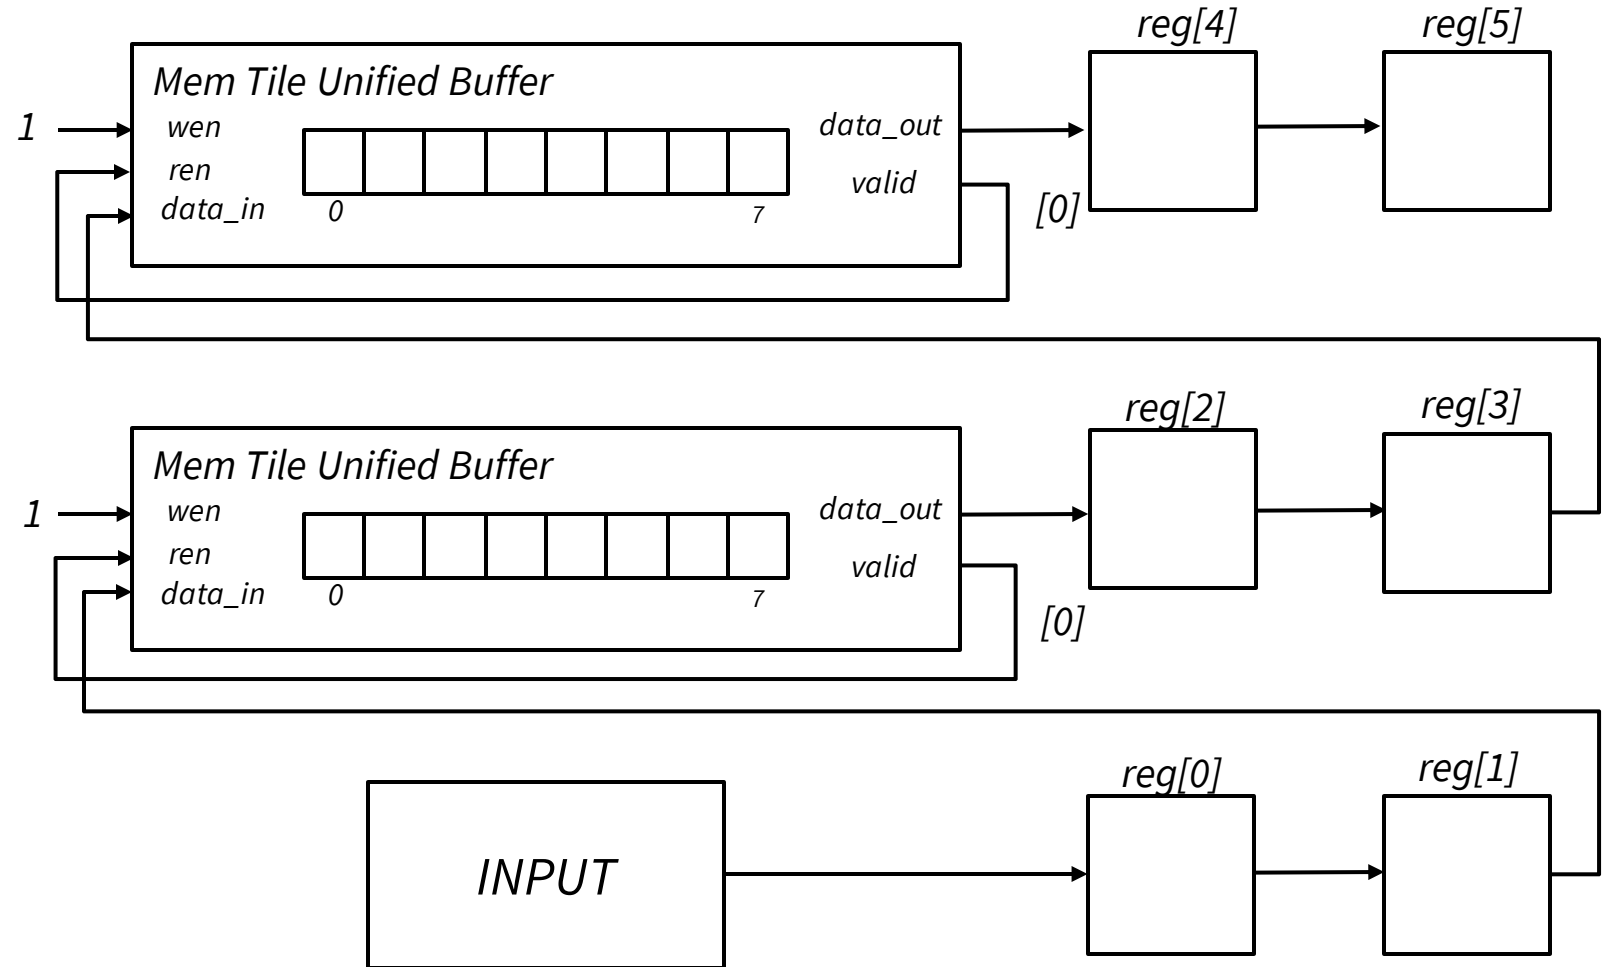 reg[4]
reg[5]
Mem Tile Unified Buffer
1
wen
data_out
ren
valid
data_in
0
7
[0]
reg[2]
reg[3]
Mem Tile Unified Buffer
1
wen
data_out
ren
valid
data_in
0
7
[0]
reg[0]
reg[1]
INPUT